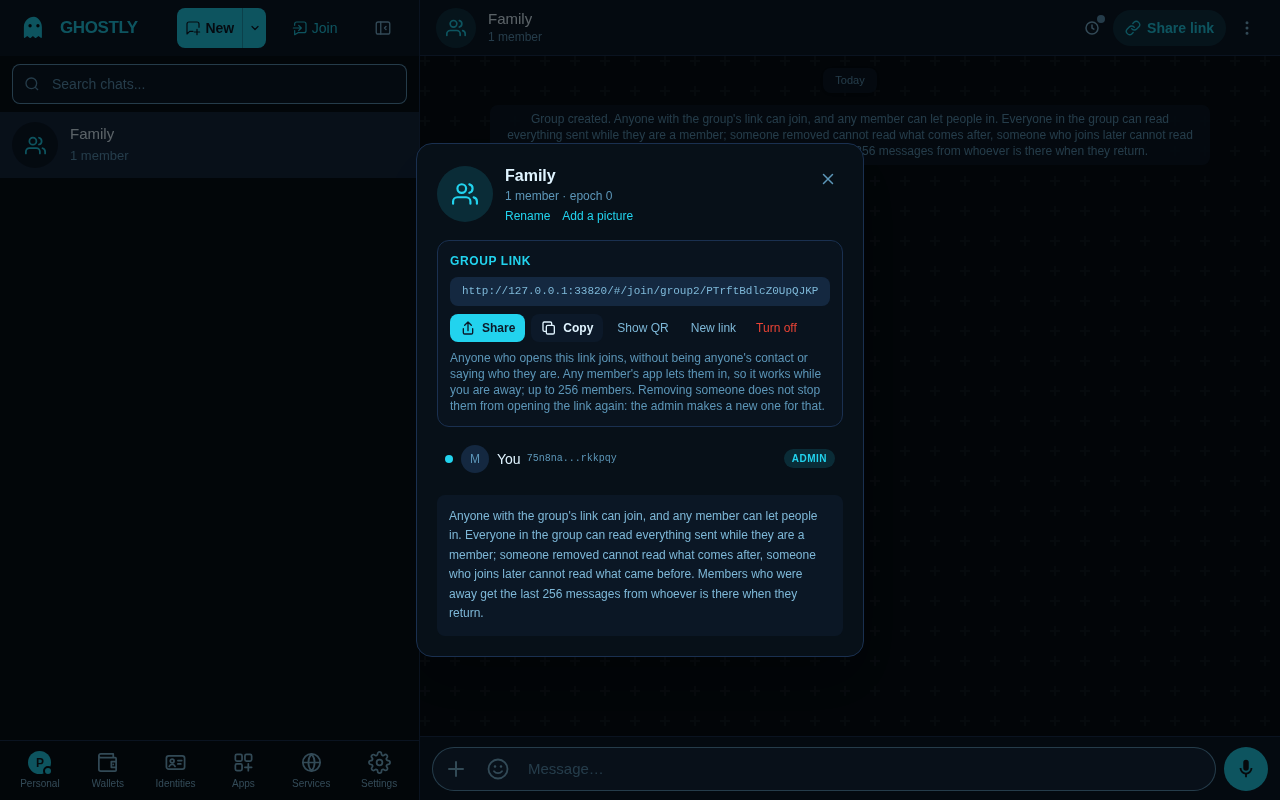 GHOSTLY
New
Join
Search chats...
Family
1 member
Family
1 member
Share link
Today
Group created. Anyone with the group's link can join, and any member can let people in. Everyone in the group can read
everything sent while they are a member; someone removed cannot read what comes after, someone who joins later cannot read
256 messages from whoever is there when they return.
Family
1 member · epoch 0
Rename Add a picture
GROUP LINK
http://127.0.0.1:33820/#/join/group2/PTrftBdlcZ0UpQJKP
Share Copy Show QR New link Turn off
Anyone who opens this link joins, without being anyone's contact or
saying who they are. Any member's app lets them in, so it works while
you are away; up to 256 members. Removing someone does not stop
them from opening the link again: the admin makes a new one for that.
M You 75n8na...rkkpqy ADMIN
Anyone with the group's link can join, and any member can let people
in. Everyone in the group can read everything sent while they are a
member; someone removed cannot read what comes after, someone
who joins later cannot read what came before. Members who were
away get the last 256 messages from whoever is there when they
return.
P
Personal Wallets Identities Apps Services Settings
Message…